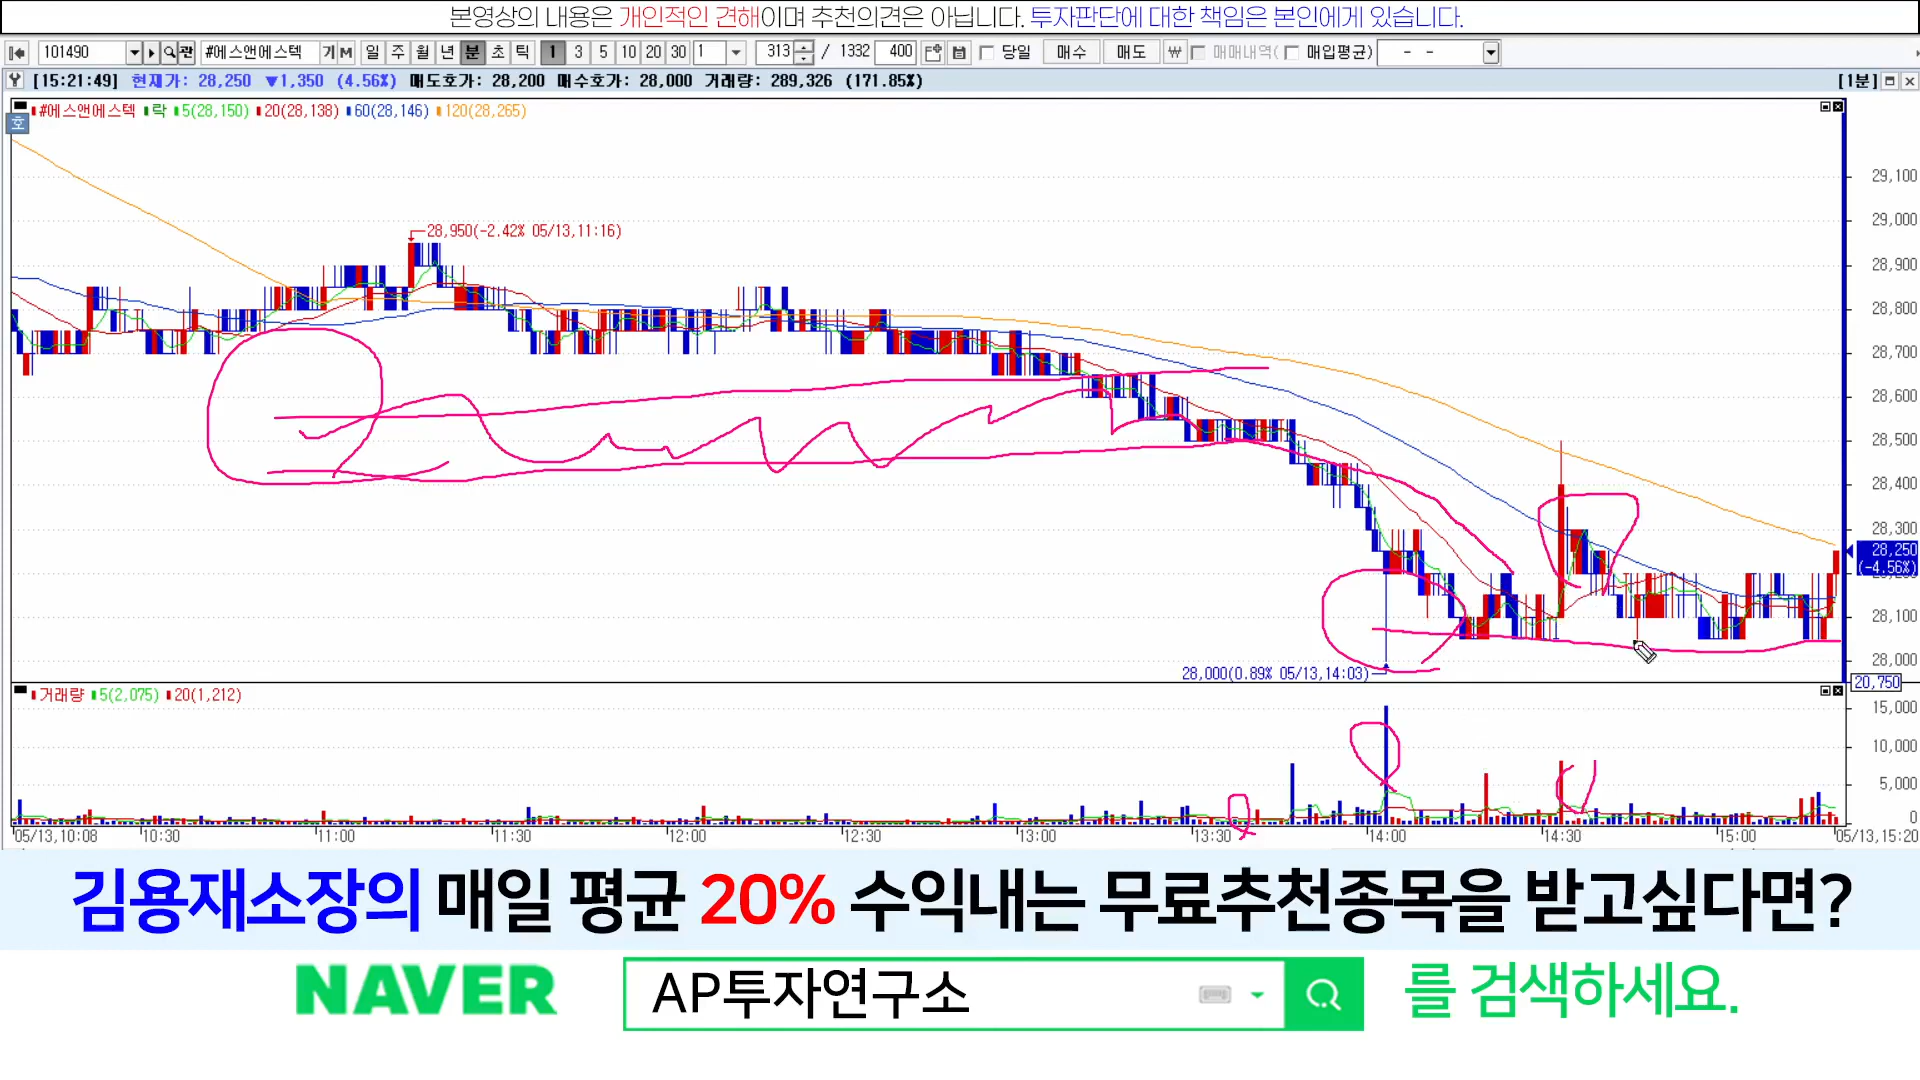 본영상의 내용은 개인적인 견해이며 추천의견은 아닙니다. 투자판단에 대한 책임은 본인에게 있습니다.
101490 관 #에스앤에스텍 기 M 일 주 월 년 분 초 틱 1 3 5 10 20 30 1 313 / 1332 400 당일 매수 매도 ₩ 매매내역( 매입평균) - -
[15:21:49] 현재가: 28,250 ▼1,350 (4.56%) 매도호가: 28,200 매수호가: 28,000 거래량: 289,326 (171.85%) [1분]
#에스앤에스텍 락 5(28,150) 20(28,138) 60(28,146) 120(28,265)
호
29,100
29,000
28,950(-2.42% 05/13,11:16)
28,900
28,800
28,700
28,600
28,500
28,400
28,300
28,250
(-4.56%)
28,100
28,000
28,000(0.89% 05/13,14:03)
20,750
거래량 5(2,075) 20(1,212)
15,000
10,000
5,000
0
05/13,10:08 10:30 11:00 11:30 12:00 12:30 13:00 13:30 14:00 14:30 15:00 05/13,15:20
김용재소장의 매일 평균 20% 수익내는 무료추천종목을 받고싶다면?
NAVER AP투자연구소 를 검색하세요.